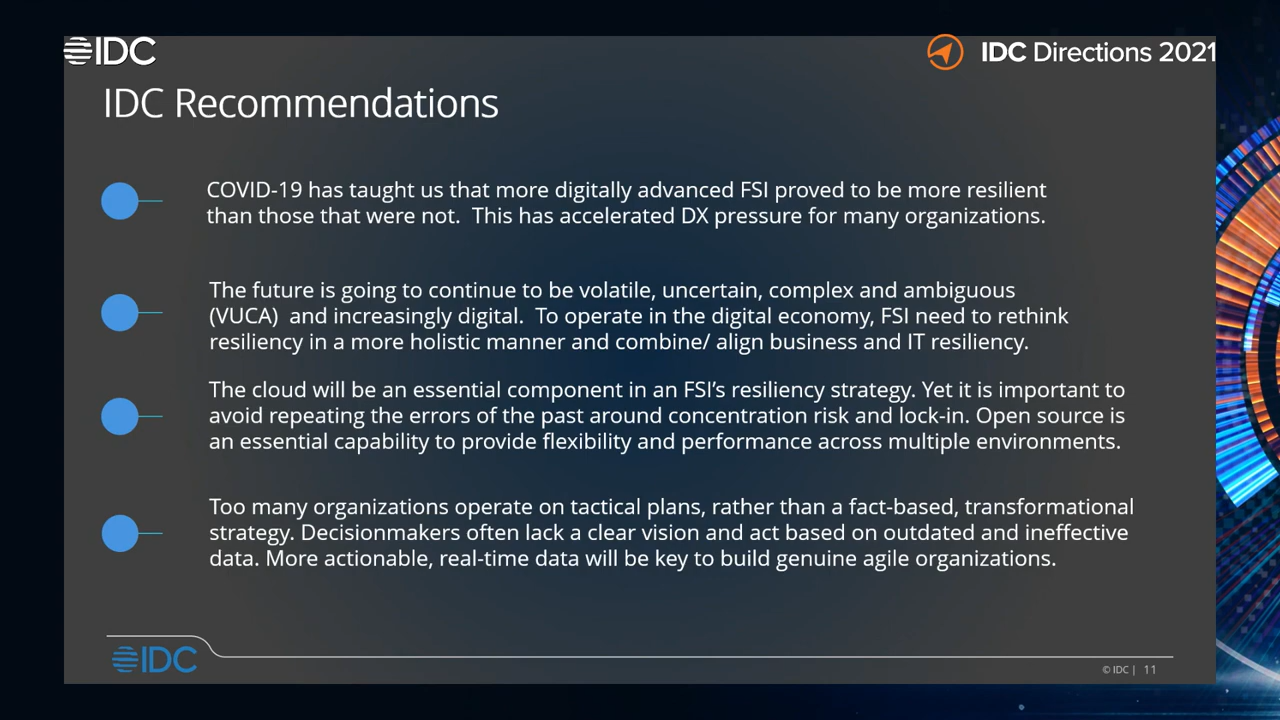 IDC
IDC Directions 2021
IDC Recommendations
COVID-19 has taught us that more digitally advanced FSI proved to be more resilient
than those that were not.  This has accelerated DX pressure for many organizations.
The future is going to continue to be volatile, uncertain, complex and ambiguous
(VUCA)  and increasingly digital.  To operate in the digital economy, FSI need to rethink
resiliency in a more holistic manner and combine/ align business and IT resiliency.
The cloud will be an essential component in an FSI's resiliency strategy. Yet it is important to
avoid repeating the errors of the past around concentration risk and lock-in. Open source is
an essential capability to provide flexibility and performance across multiple environments.
Too many organizations operate on tactical plans, rather than a fact-based, transformational
strategy. Decisionmakers often lack a clear vision and act based on outdated and ineffective
data. More actionable, real-time data will be key to build genuine agile organizations.
IDC
© IDC | 11